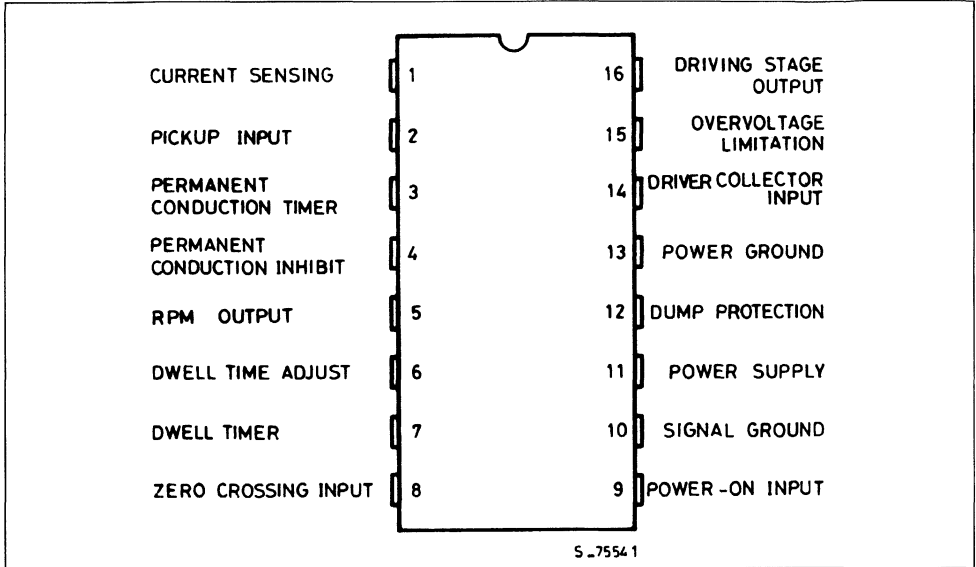 CURRENT SENSING
1
16
DRIVING STAGE
OUTPUT
PICKUP INPUT
2
15
OVERVOLTAGE
LIMITATION
PERMANENT
CONDUCTION TIMER
3
14
DRIVER COLLECTOR
INPUT
PERMANENT
CONDUCTION INHIBIT
4
13
POWER GROUND
RPM OUTPUT
5
12
DUMP PROTECTION
DWELL TIME ADJUST
6
11
POWER SUPPLY
DWELL TIMER
7
10
SIGNAL GROUND
ZERO CROSSING INPUT
8
9
POWER-ON INPUT
S-75541